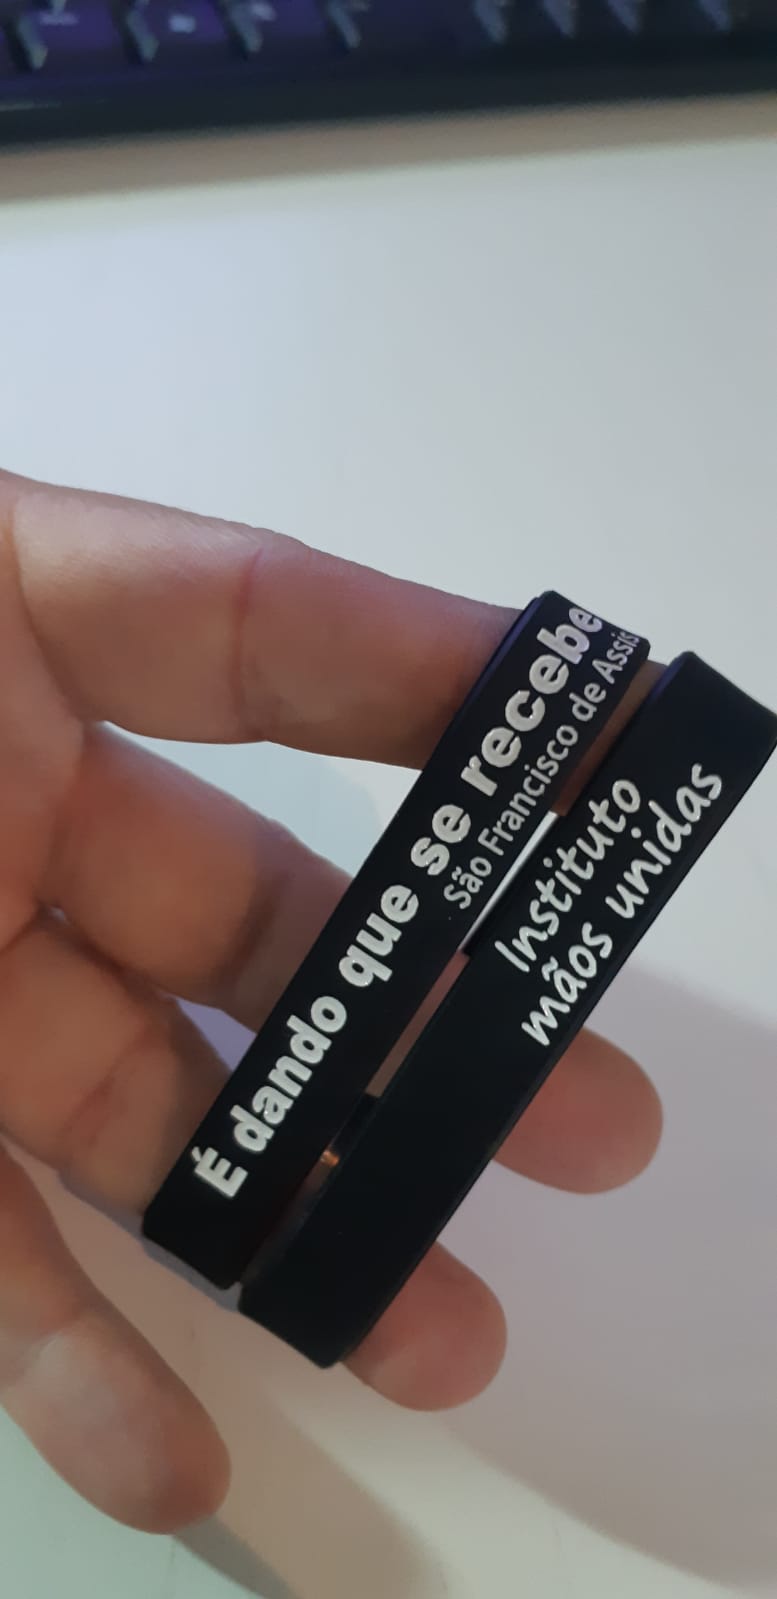 É dando que se recebe
São Francisco de Assis
Instituto
mãos unidas